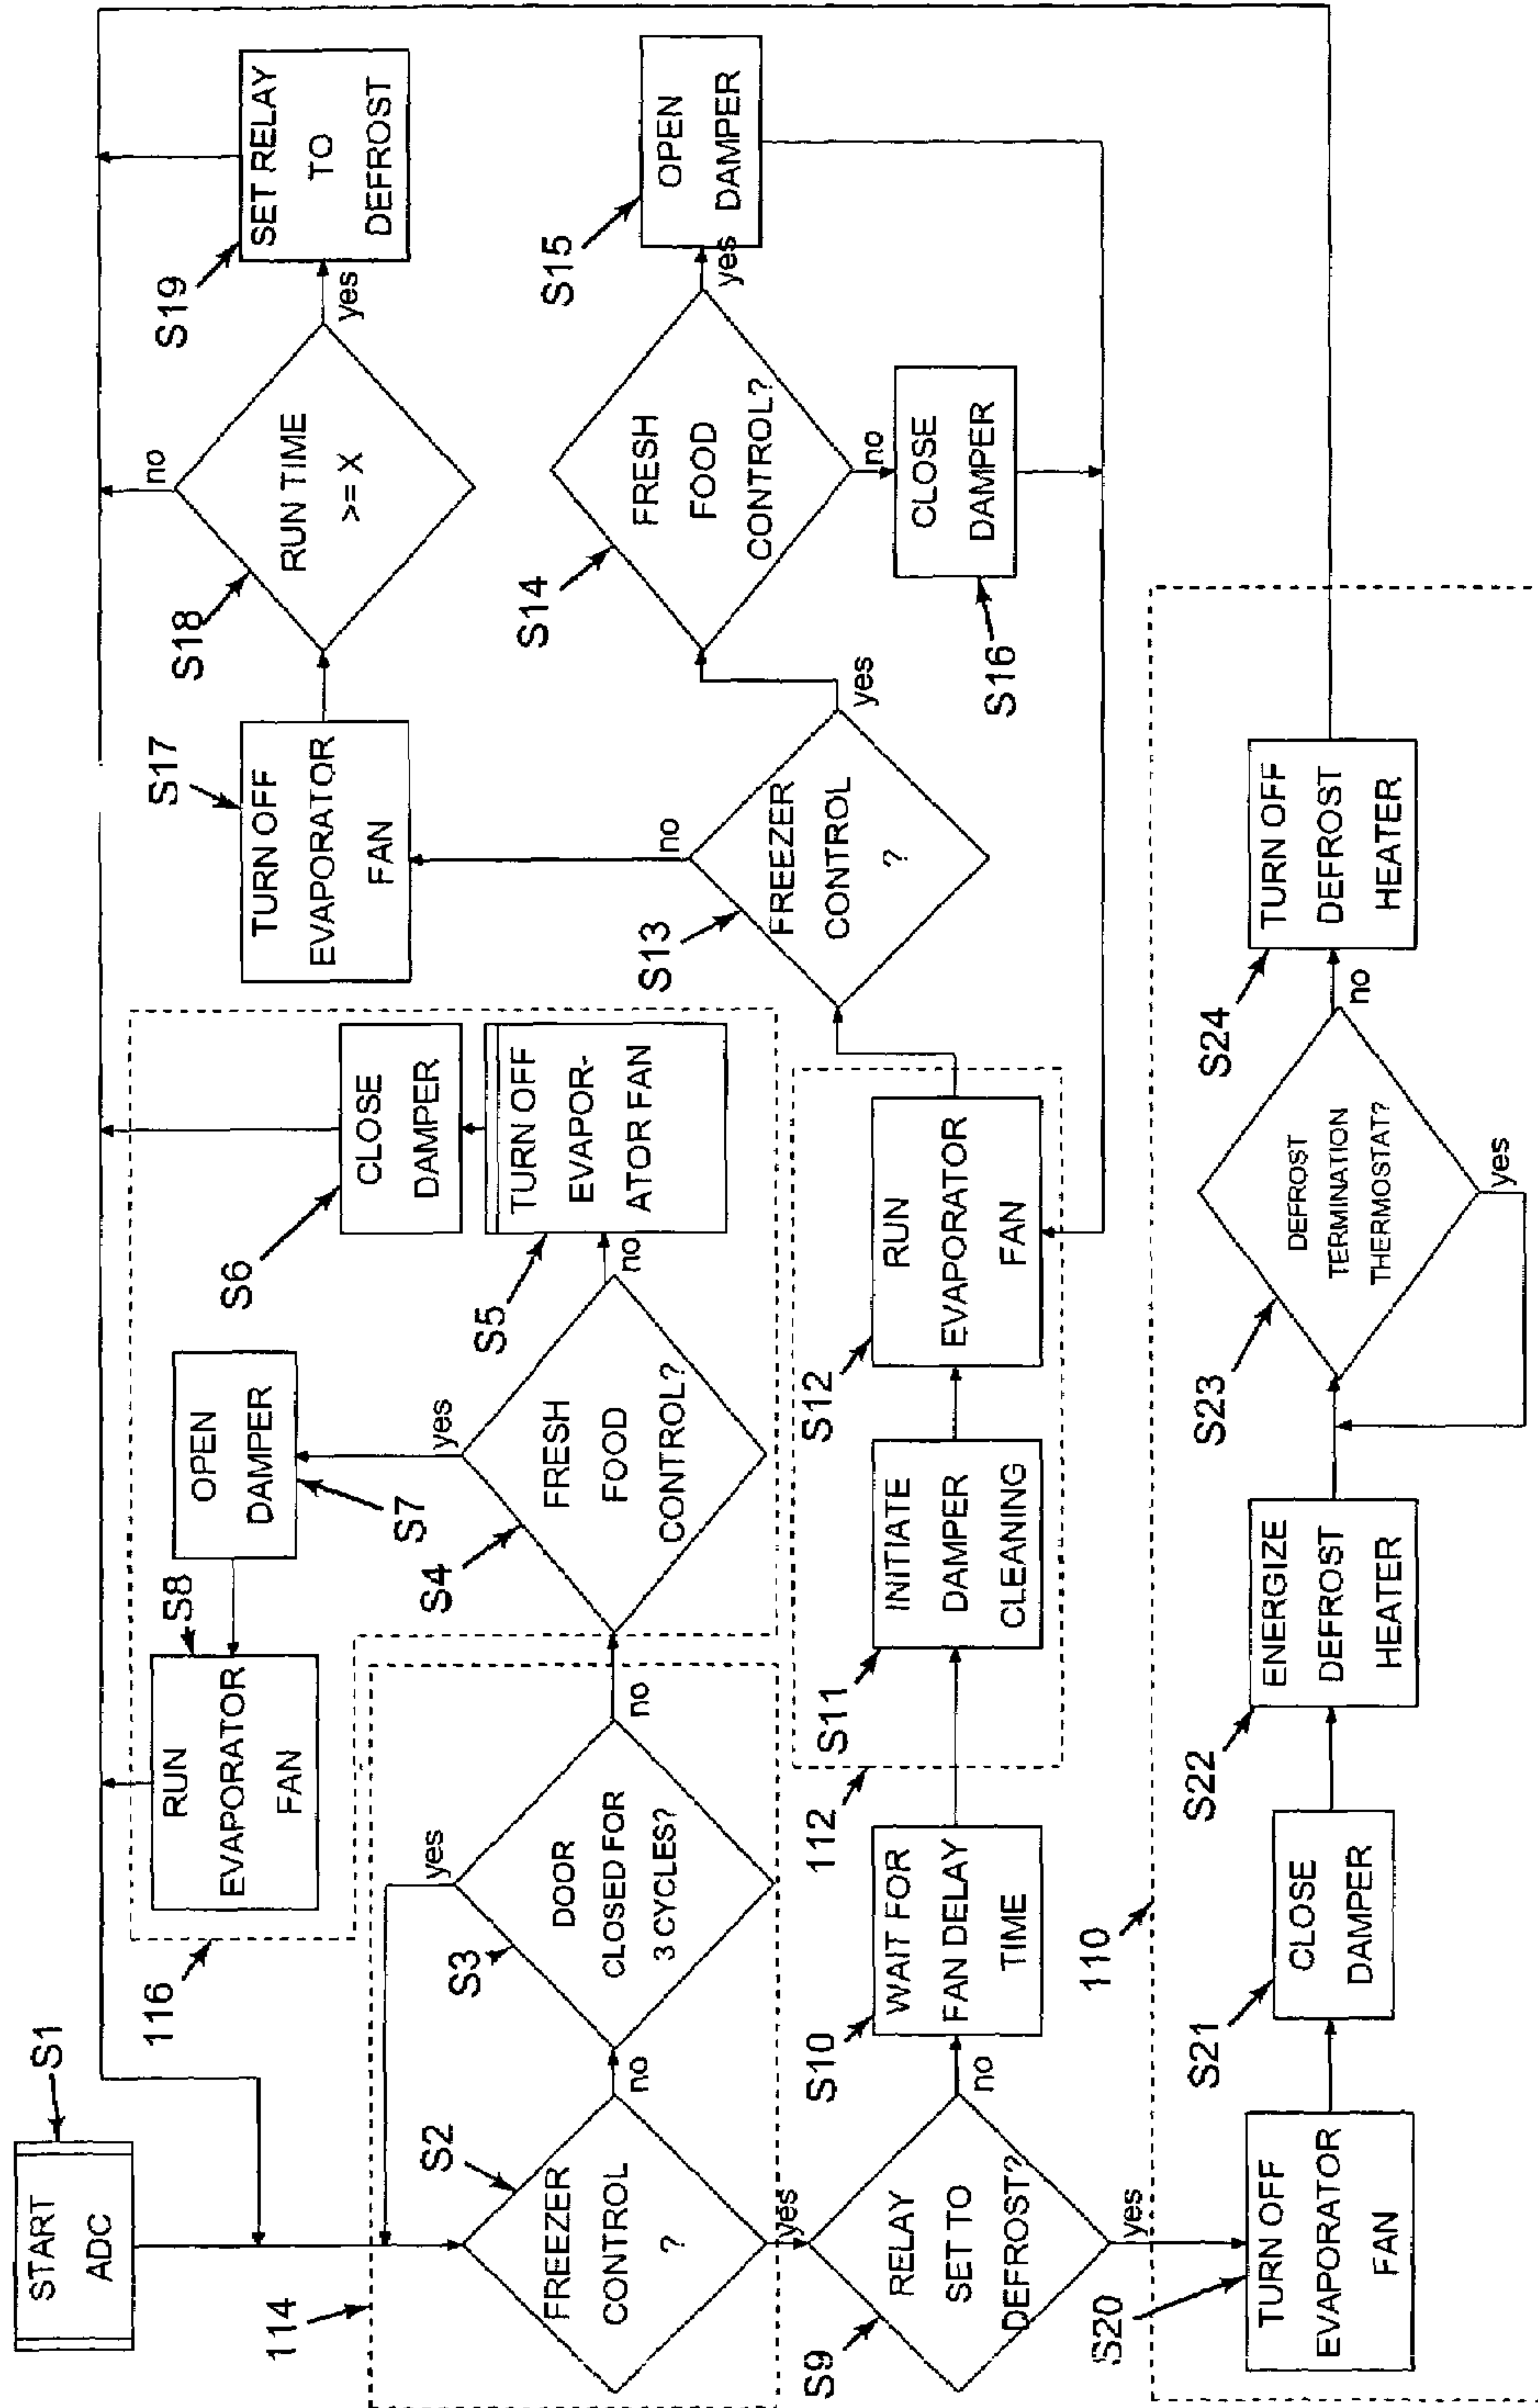 START
ADC
S1
114
FREEZER
CONTROL
?
S2
no
yes
DOOR
CLOSED FOR
3 CYCLES?
S3
yes
no
116
FRESH
FOOD
CONTROL?
S4
yes
no
TURN OFF
EVAPOR-
ATOR FAN
S5
CLOSE
DAMPER
S6
OPEN
DAMPER
S7
RUN
EVAPORATOR
FAN
S8
RELAY
SET TO
DEFROST?
S9
no
yes
WAIT FOR
FAN DELAY
TIME
S10
112
INITIATE
DAMPER
CLEANING
S11
RUN
EVAPORATOR
FAN
S12
FREEZER
CONTROL
?
S13
no
yes
FRESH
FOOD
CONTROL?
S14
yes
no
OPEN
DAMPER
S15
CLOSE
DAMPER
S16
TURN OFF
EVAPORATOR
FAN
S17
RUN TIME
>= X
S18
no
yes
SET RELAY
TO
DEFROST
S19
110
TURN OFF
EVAPORATOR
FAN
S20
CLOSE
DAMPER
S21
ENERGIZE
DEFROST
HEATER
S22
DEFROST
TERMINATION
THERMOSTAT?
S23
no
yes
TURN OFF
DEFROST
HEATER
S24